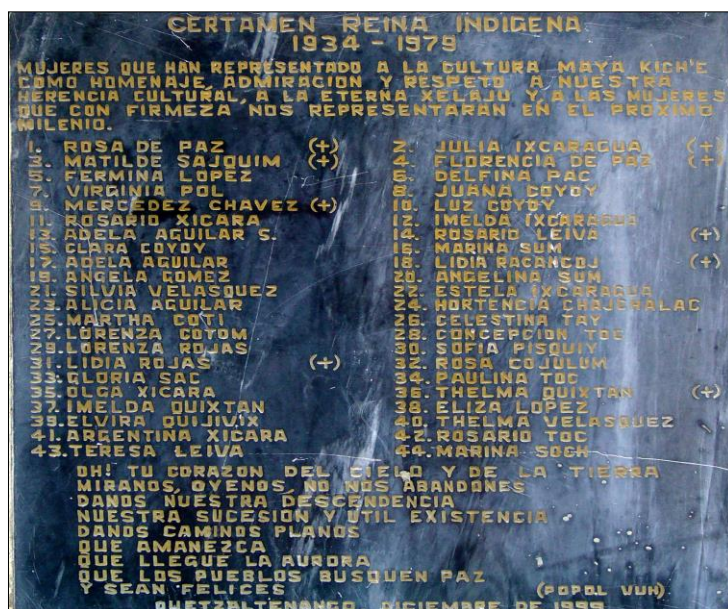 CERTAMEN REINA INDIGENA
1934 - 1979
MUJERES QUE HAN REPRESENTADO A LA CULTURA MAYA KICH'E
COMO HOMENAJE, ADMIRACION Y RESPETO A NUESTRA
HERENCIA CULTURAL, A LA ETERNA XELAJU Y, A LAS MUJERES
QUE CON FIRMEZA NOS REPRESENTARAN EN EL PROXIMO
MILENIO.
1. ROSA DE PAZ (+) 2. JULIA IXCARAGUA (+)
3. MATILDE SAJQUIM (+) 4. FLORENCIA DE PAZ (+)
5. FERMINA LOPEZ 6. DELFINA PAC
7. VIRGINIA POL 8. JUANA COYOY
9. MERCEDEZ CHAVEZ (+) 10. LUZ COYOY
11. ROSARIO XICARA 12. IMELDA IXCARAGUA
13. ADELA AGUILAR S. 14. ROSARIO LEIVA (+)
15. CLARA COYOY 16. MARINA SUM
17. ADELA AGUILAR 18. LIDIA RACANCOJ (+)
19. ANGELA GOMEZ 20. ANGELINA SUM
21. SILVIA VELASQUEZ 22. ESTELA IXCARAGUA
23. ALICIA AGUILAR 24. HORTENCIA CHAJCHALAC
25. MARTHA COTI 26. CELESTINA TAY
27. LORENZA COTOM 28. CONCEPCION TOC
29. LORENZA ROJAS 30. SOFIA PISQUIY
31. LIDIA ROJAS (+) 32. ROSA COJULUM
33. GLORIA SAC 34. PAULINA TOC
35. OLGA XICARA 36. THELMA QUIXTAN (+)
37. IMELDA QUIXTAN 38. ELIZA LOPEZ
39. ELVIRA QUIJIVIX 40. THELMA VELASQUEZ
41. ARGENTINA XICARA 42. ROSARIO TOC
43. TERESA LEIVA 44. MARINA SOCH
OH! TU CORAZON DEL CIELO Y DE LA TIERRA
MIRANOS, OYENOS, NO NOS ABANDONES
DANOS NUESTRA DESCENDENCIA
NUESTRA SUCESION Y UTIL EXISTENCIA
DANOS CAMINOS PLANOS
QUE AMANEZCA
QUE LLEGUE LA AURORA
QUE LOS PUEBLOS BUSQUEN PAZ
Y SEAN FELICES (POPOL VUH)
QUETZALTENANGO, DICIEMBRE DE 1999